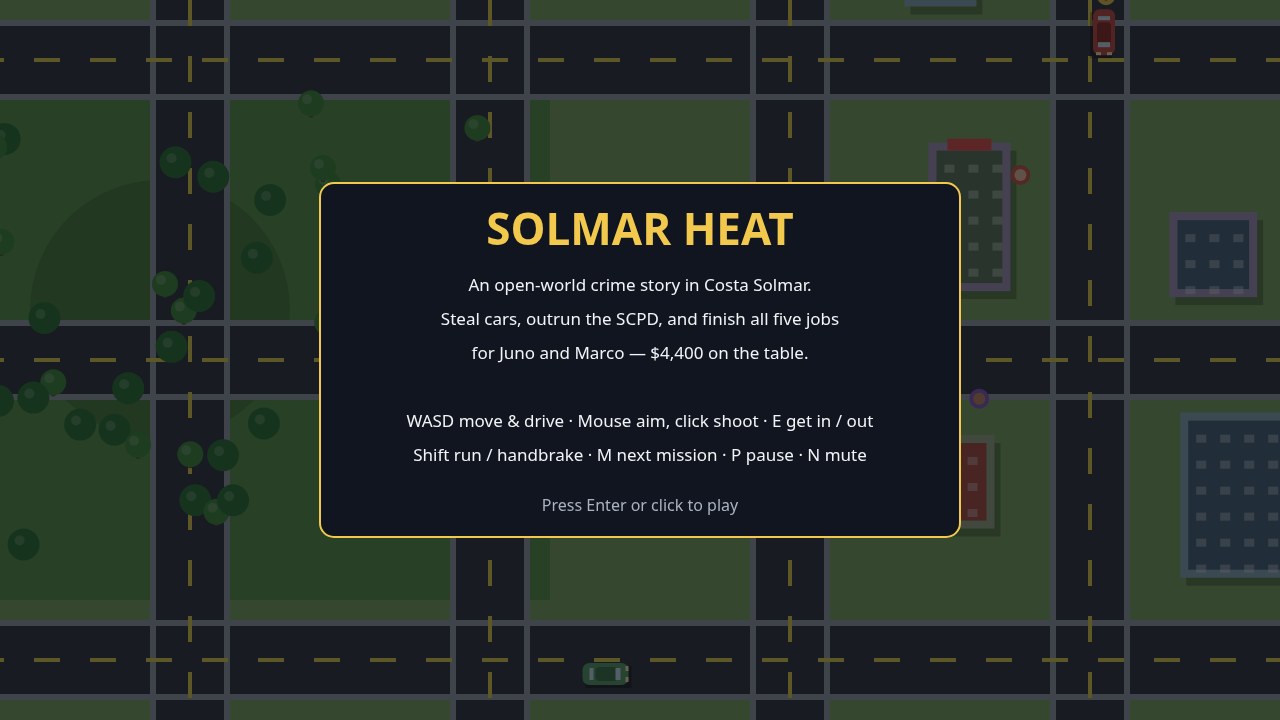 SOLMAR HEAT
An open-world crime story in Costa Solmar.
Steal cars, outrun the SCPD, and finish all five jobs
for Juno and Marco — $4,400 on the table.
WASD move & drive · Mouse aim, click shoot · E get in / out
Shift run / handbrake · M next mission · P pause · N mute
Press Enter or click to play